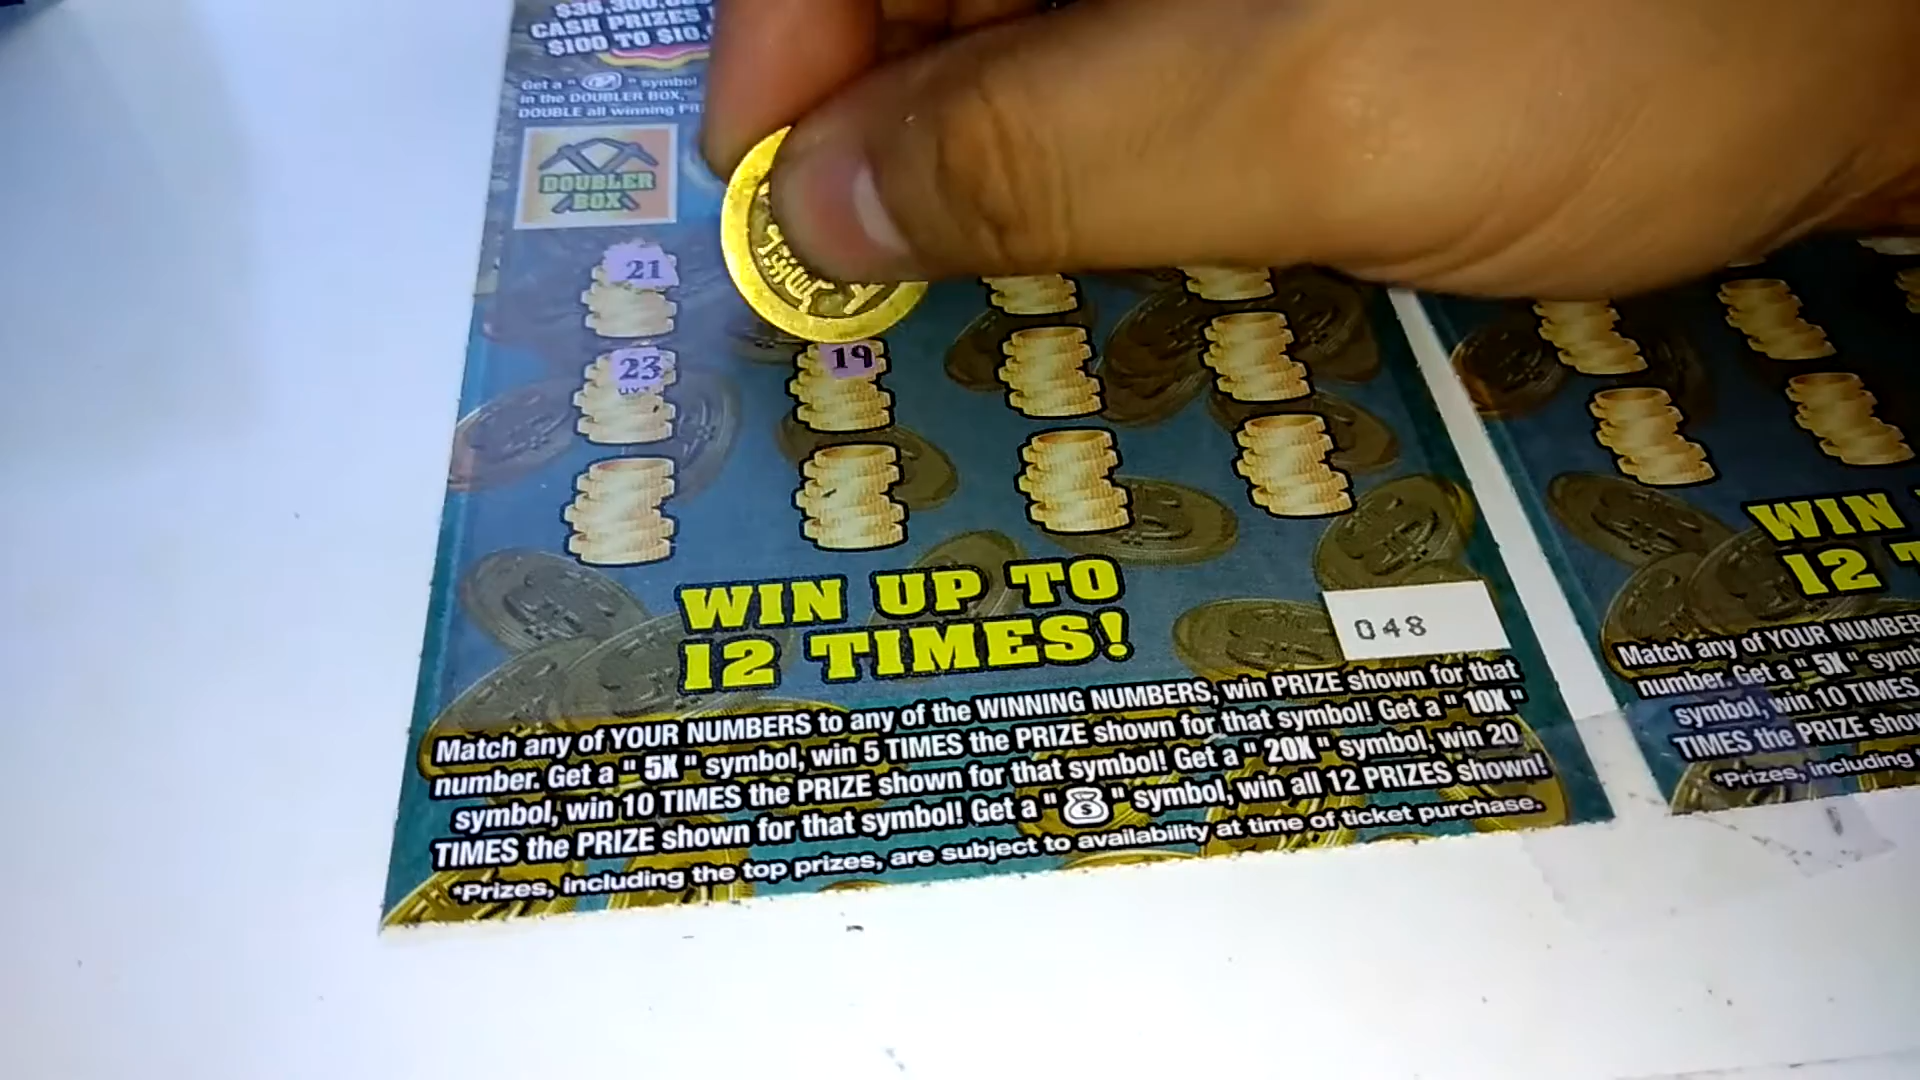 CASH PRIZES
$100 TO $10,
Get a " " symbol
in the DOUBLER BOX,
DOUBLE all winning
DOUBLER
BOX
21
23
19
WIN UP TO
12 TIMES!
048
Match any of YOUR NUMBERS to any of the WINNING NUMBERS, win PRIZE shown for that
number. Get a "5X" symbol, win 5 TIMES the PRIZE shown for that symbol! Get a "10X"
symbol, win 10 TIMES the PRIZE shown for that symbol! Get a "20X" symbol, win 20
TIMES the PRIZE shown for that symbol! Get a " " symbol, win all 12 PRIZES shown!
*Prizes, including the top prizes, are subject to availability at time of ticket purchase.
WIN
12
Match any of YOUR NUMBER
number. Get a "5X"
symbol, win 10 TIMES
TIMES the PRIZE
*Prizes, including